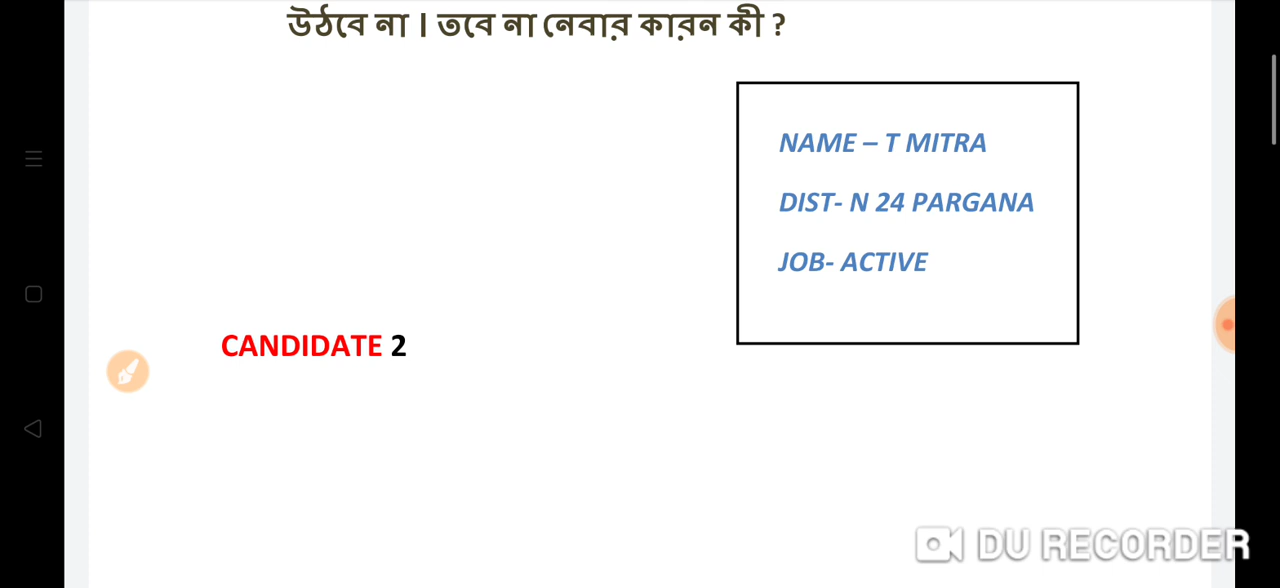 উঠবে না । তবে না নেবার কারন কী ?
NAME – T MITRA
DIST- N 24 PARGANA
JOB- ACTIVE
CANDIDATE 2
DU RECORDER